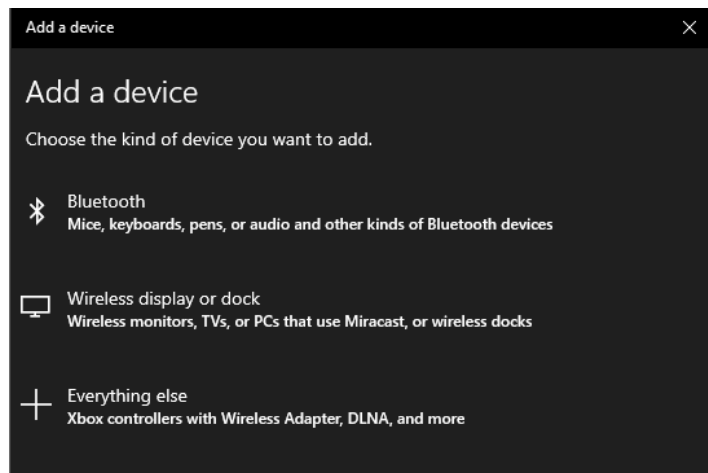 Add a device
Add a device
Choose the kind of device you want to add.
Bluetooth
Mice, keyboards, pens, or audio and other kinds of Bluetooth devices
Wireless display or dock
Wireless monitors, TVs, or PCs that use Miracast, or wireless docks
Everything else
Xbox controllers with Wireless Adapter, DLNA, and more